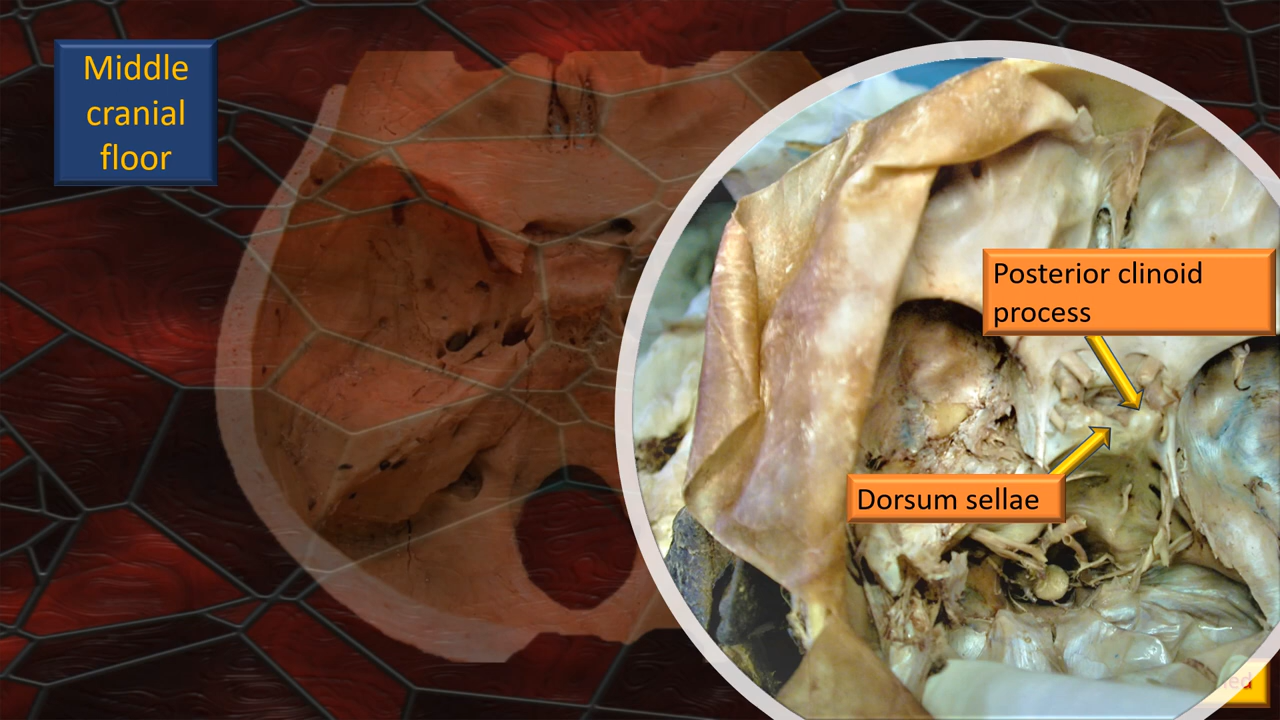 Middle
cranial
floor
Posterior clinoid
process
Dorsum sellae